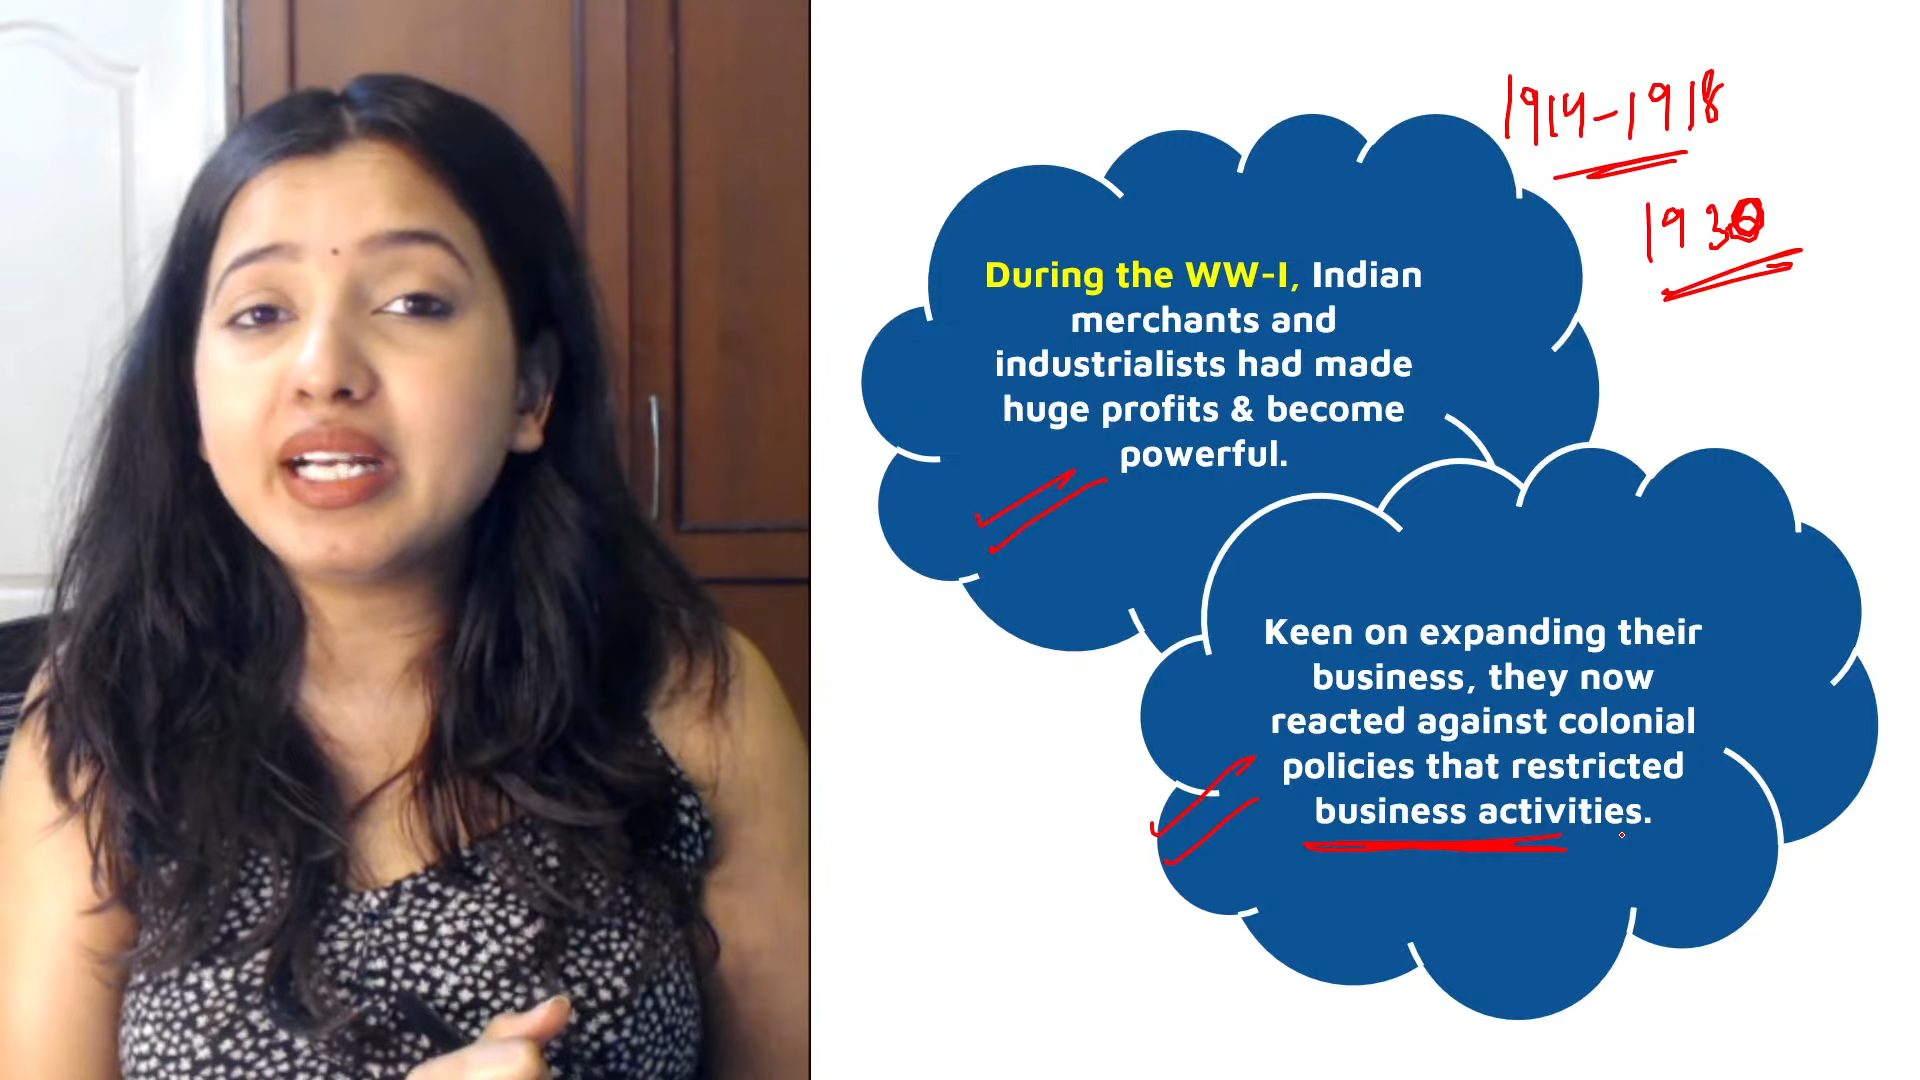 1914-1918
1930
During the WW-I, Indian
merchants and
industrialists had made
huge profits & become
powerful.
Keen on expanding their
business, they now
reacted against colonial
policies that restricted
business activities.